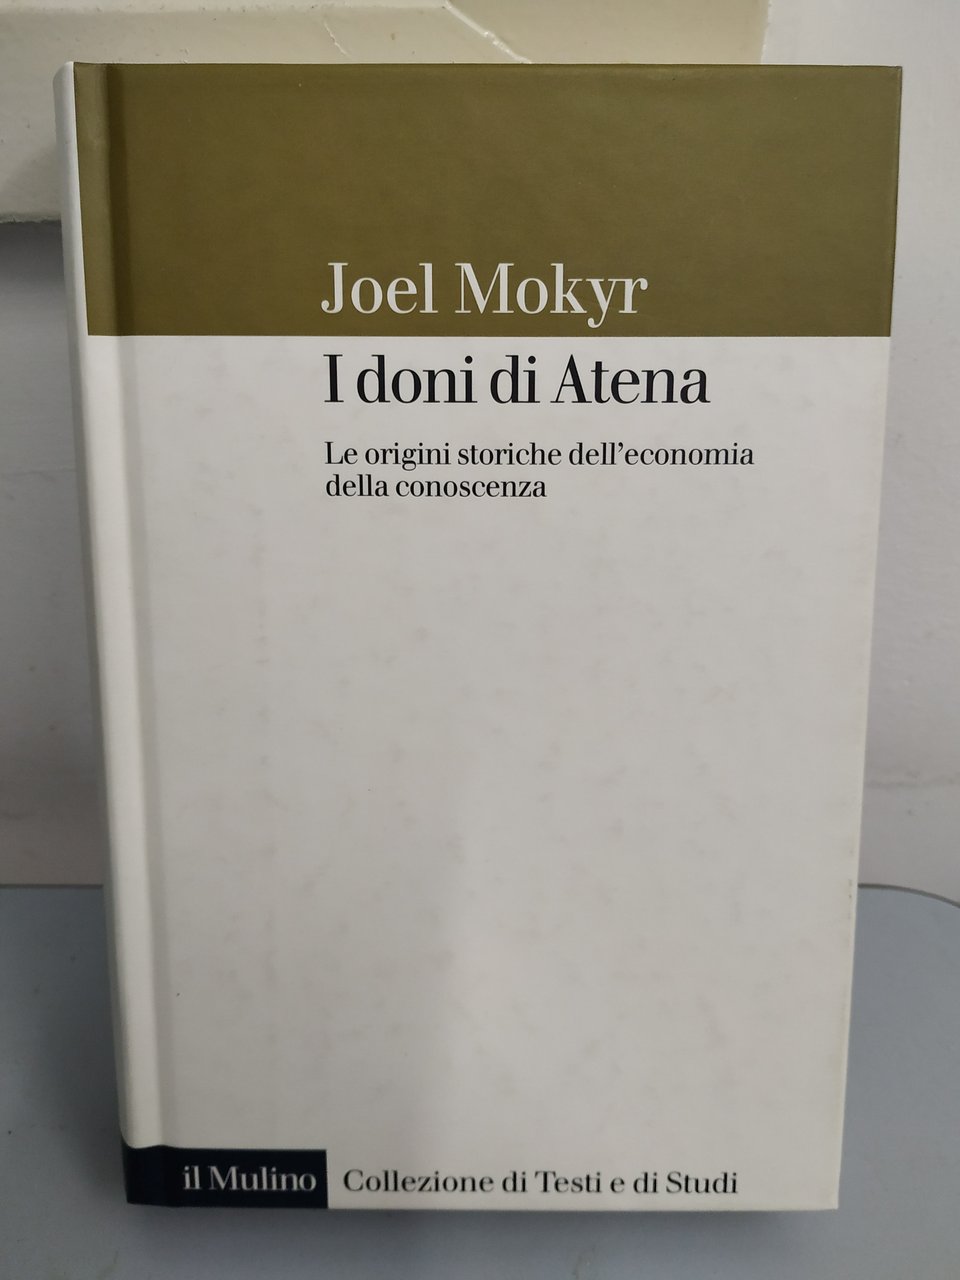 Joel Mokyr
I doni di Atena
Le origini storiche dell'economia
della conoscenza
il Mulino Collezione di Testi e di Studi